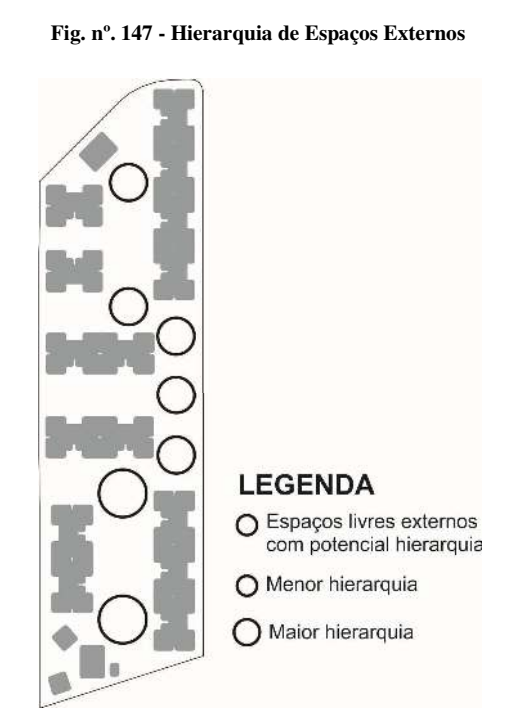 Fig. nº. 147 - Hierarquia de Espaços Externos
LEGENDA
Espaços livres externos
com potencial hierarquia
Menor hierarquia
Maior hierarquia